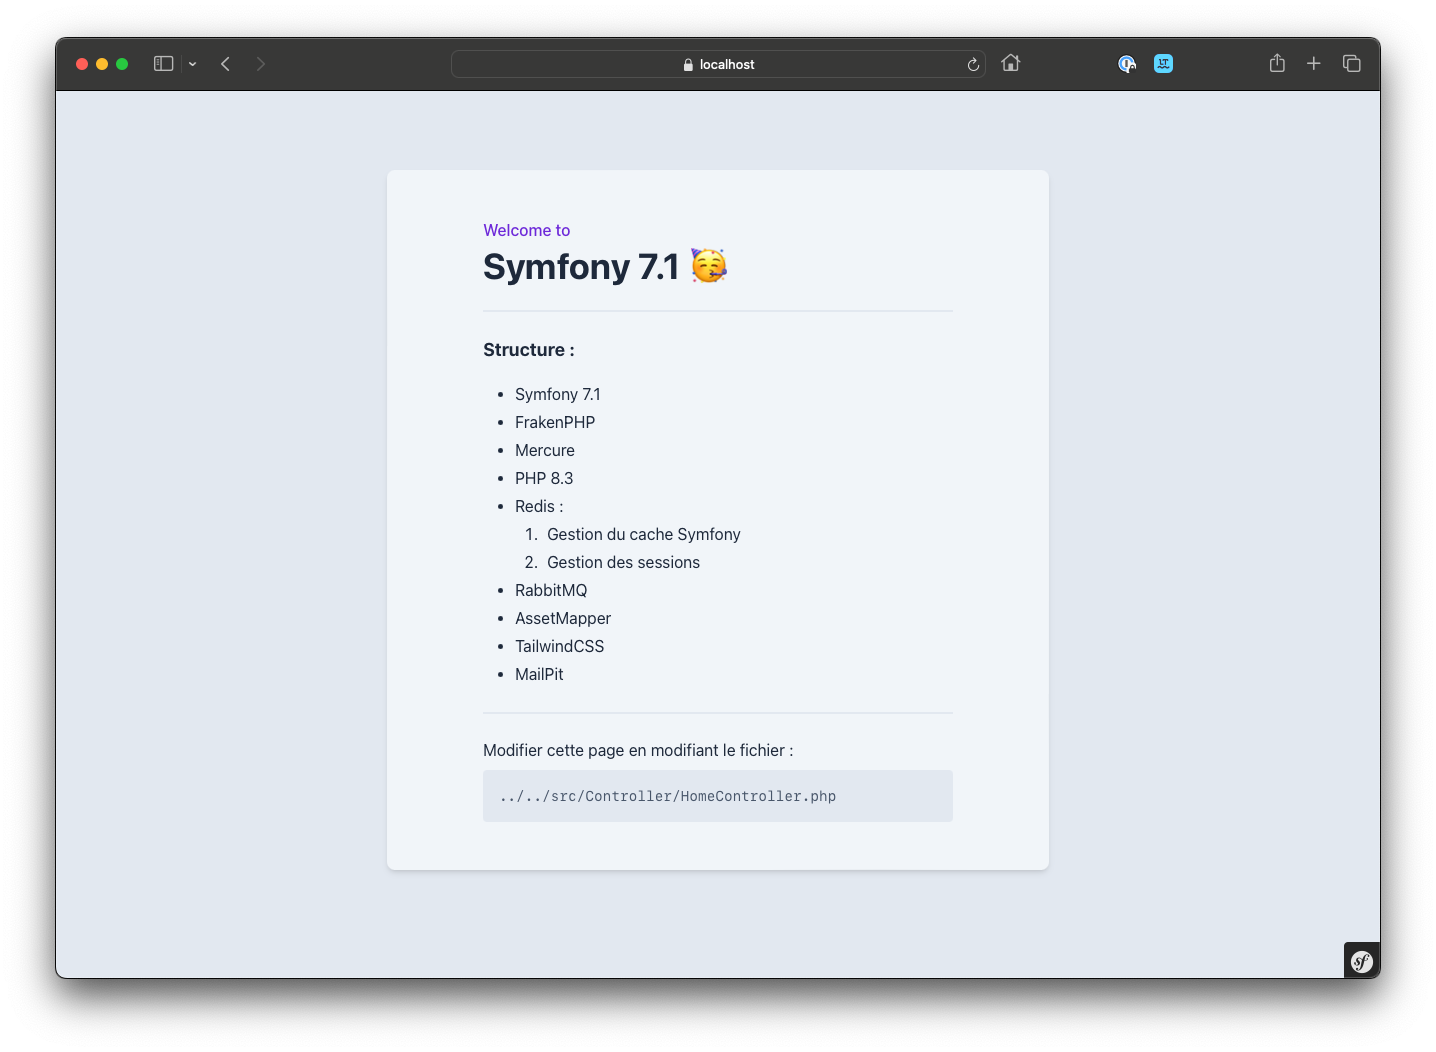 localhost
LT
Welcome to
Symfony 7.1 🥳
Structure :
• Symfony 7.1
• FrakenPHP
• Mercure
• PHP 8.3
• Redis :
1. Gestion du cache Symfony
2. Gestion des sessions
• RabbitMQ
• AssetMapper
• TailwindCSS
• MailPit
Modifier cette page en modifiant le fichier :
../../src/Controller/HomeController.php
sf